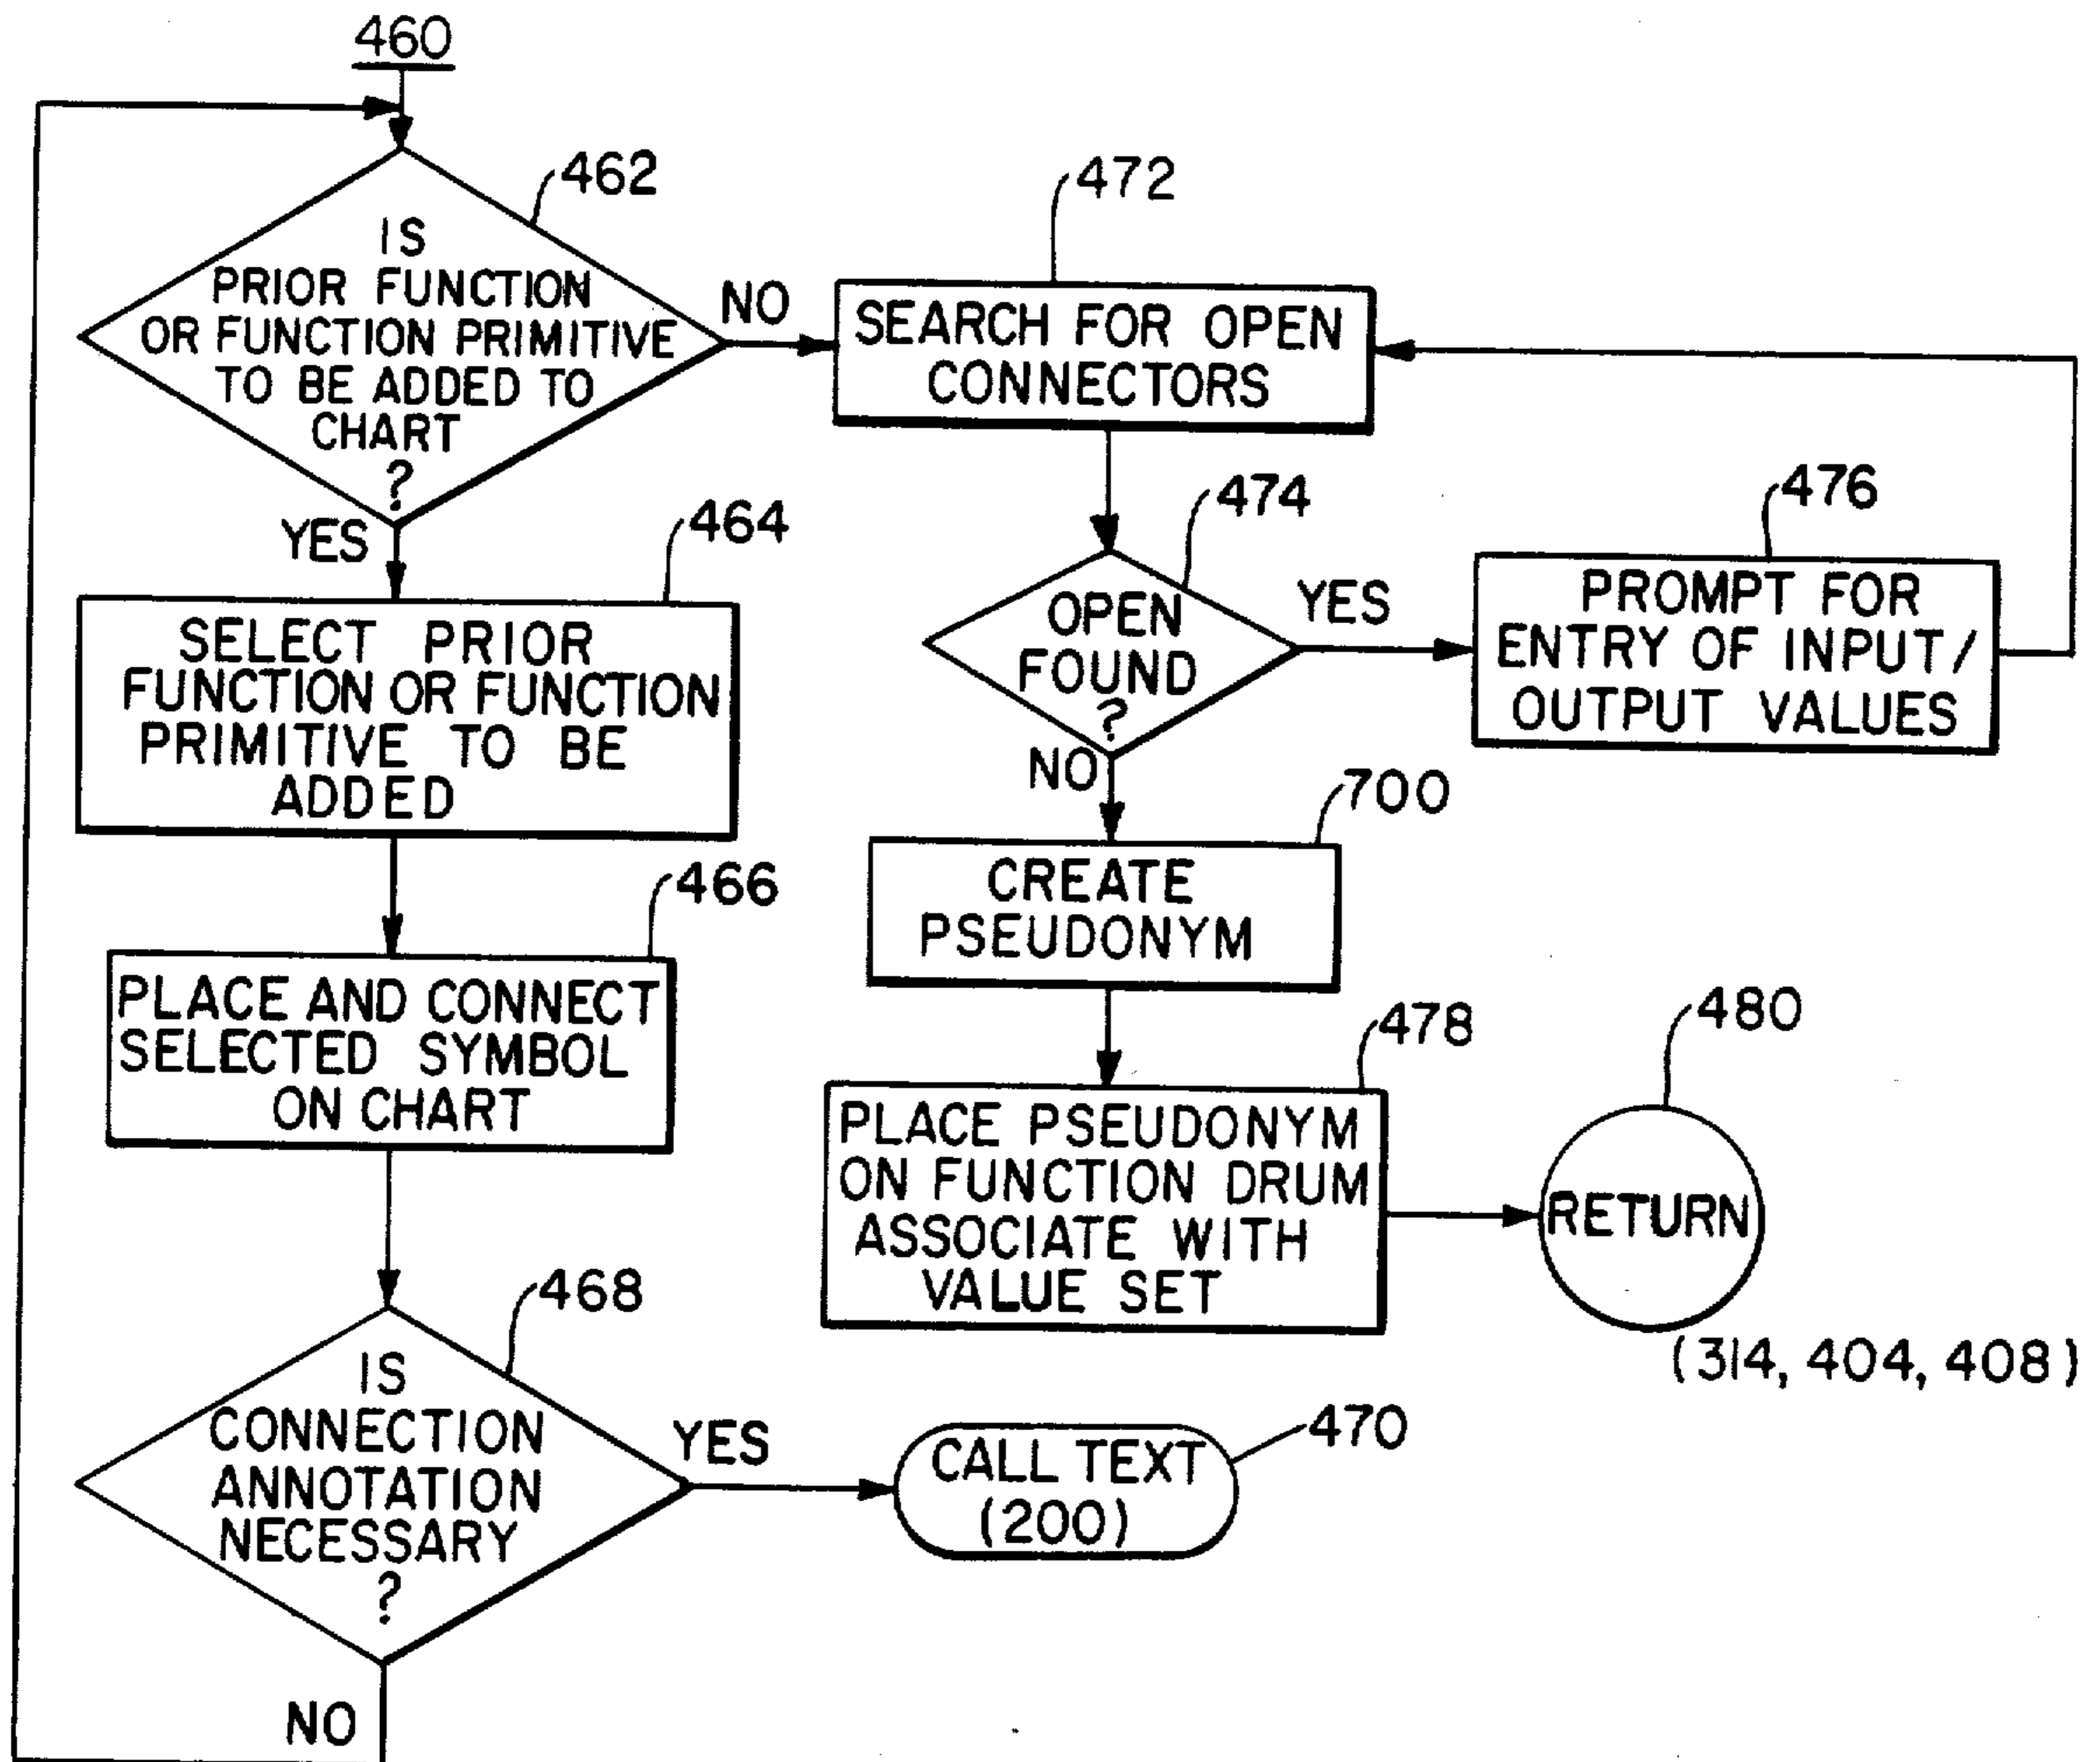 460
462
IS
PRIOR FUNCTION
OR FUNCTION PRIMITIVE
TO BE ADDED TO
CHART
?
NO
YES
464
SELECT PRIOR
FUNCTION OR FUNCTION
PRIMITIVE TO BE
ADDED
466
PLACE AND CONNECT
SELECTED SYMBOL
ON CHART
468
IS
CONNECTION
ANNOTATION
NECESSARY
?
YES
NO
470
CALL TEXT
(200)
472
SEARCH FOR OPEN
CONNECTORS
474
OPEN
FOUND
?
YES
NO
476
PROMPT FOR
ENTRY OF INPUT/
OUTPUT VALUES
700
CREATE
PSEUDONYM
478
PLACE PSEUDONYM
ON FUNCTION DRUM
ASSOCIATE WITH
VALUE SET
480
RETURN
(314, 404, 408)